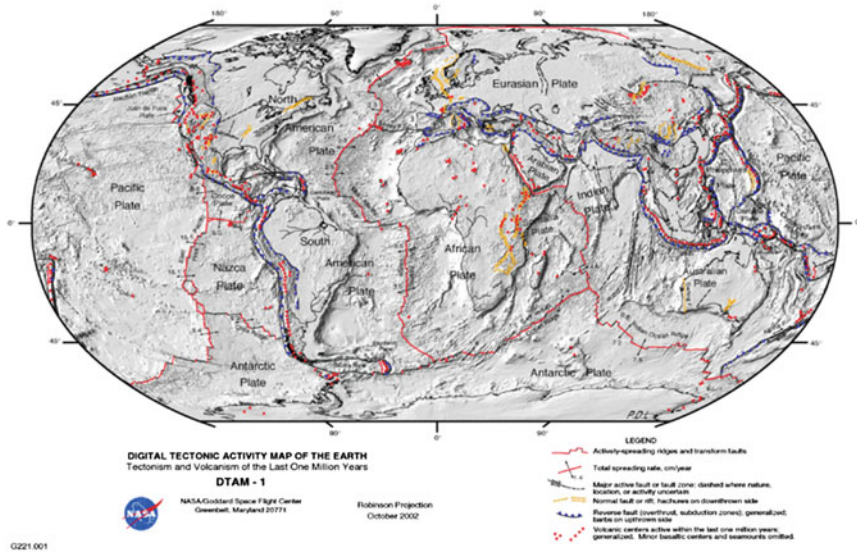 180°
90°
0°
90°
180°
45°
45°
Juan de Fuca
Plate
North
American
Plate
Eurasian Plate
Arabian
Plate
Indian
Plate
Pacific
Plate
Pacific
Plate
Cocos
0°
0°
South
American
Plate
African
Plate
Nazca
Plate
Australian
Plate
45°
45°
Antarctic
Plate
Antarctic Plate
P.D.L.
90°
0°
90°
DIGITAL TECTONIC ACTIVITY MAP OF THE EARTH
Tectonism and Volcanism of the Last One Million Years
DTAM - 1
NASA
NASA/Goddard Space Flight Center
Greenbelt, Maryland 20771
Robinson Projection
October 2002
LEGEND
Actively-spreading ridges and transform faults
Total spreading rate, cm/year
Major active fault or fault zone; dashed where nature,
location, or activity uncertain
Normal fault or rift; hachures on downthrown side
Reverse fault (overthrust, subduction zones); generalized;
barbs on upthrown side
Volcanic centers active within the last one million years;
generalized. Minor basaltic centers and seamounts omitted.
G221.001